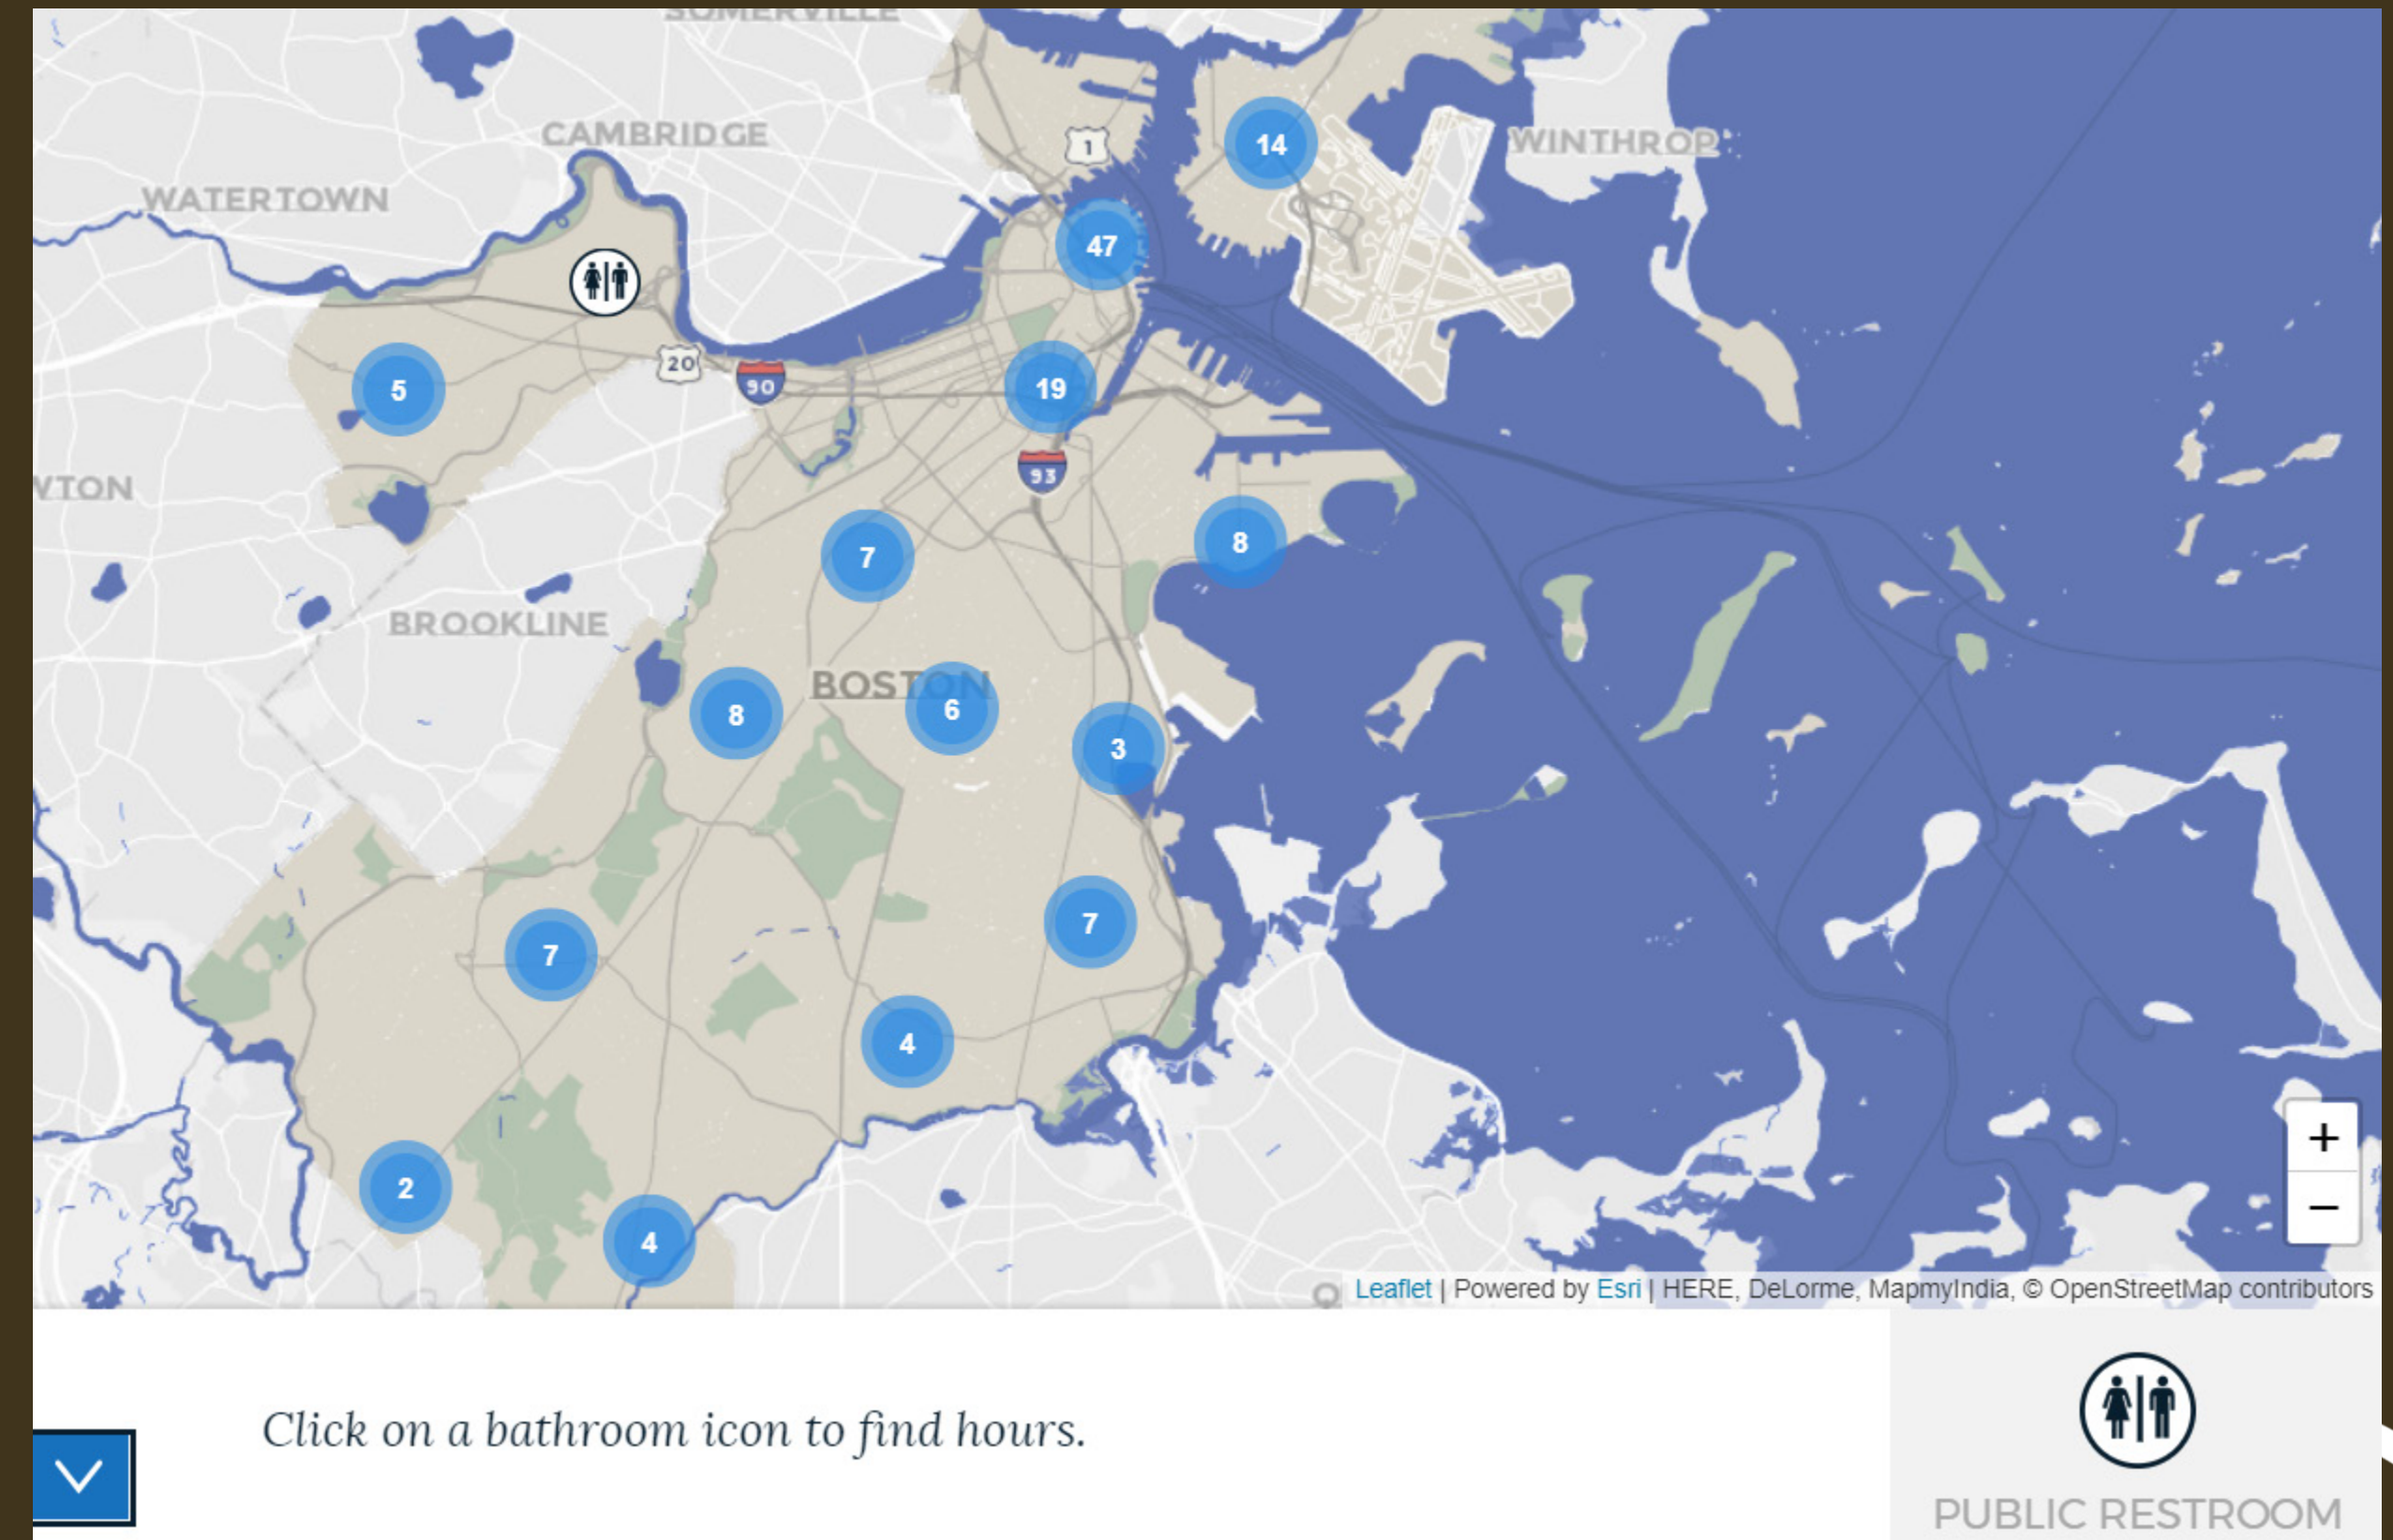 SOMERVILLE
CAMBRIDGE
WATERTOWN
WINTHROP
1
14
47
20
90
5
19
93
VTON
7
8
BROOKLINE
BOSTON
8
6
3
7
7
4
2
4
+
−
Leaflet | Powered by Esri | HERE, DeLorme, MapmyIndia, © OpenStreetMap contributors
Click on a bathroom icon to find hours.
PUBLIC RESTROOM